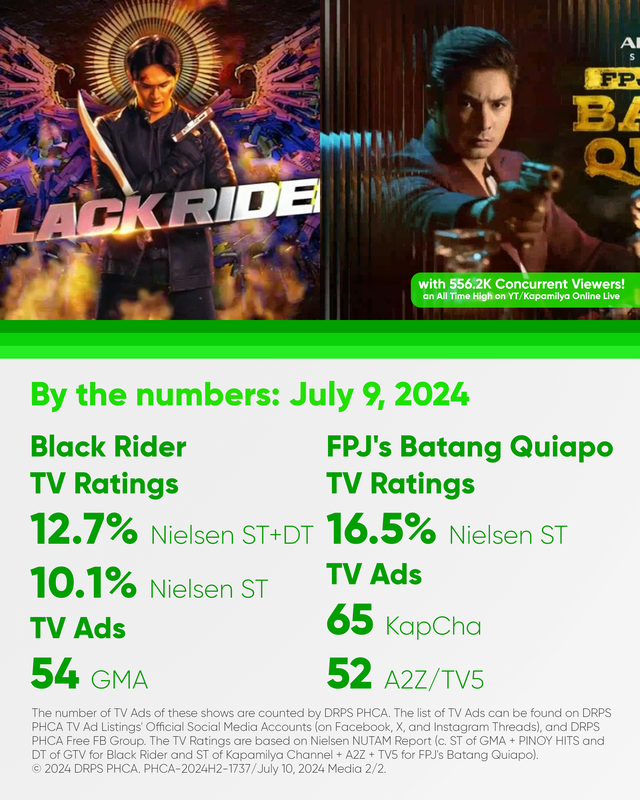 LACK RIDE
A
S
FPJ
BA
QU
with 556.2K Concurrent Viewers!
an All Time High on YT/Kapamilya Online Live
By the numbers: July 9, 2024
Black Rider
TV Ratings
12.7% Nielsen ST+DT
10.1% Nielsen ST
TV Ads
54 GMA
FPJ's Batang Quiapo
TV Ratings
16.5% Nielsen ST
TV Ads
65 KapCha
52 A2Z/TV5
The number of TV Ads of these shows are counted by DRPS PHCA. The list of TV Ads can be found on DRPS
PHCA TV Ad Listings' Official Social Media Accounts (on Facebook, X, and Instagram Threads), and DRPS
PHCA Free FB Group. The TV Ratings are based on Nielsen NUTAM Report (c. ST of GMA + PINOY HITS and
DT of GTV for Black Rider and ST of Kapamilya Channel + A2Z + TV5 for FPJ's Batang Quiapo).
© 2024 DRPS PHCA. PHCA-2024H2-1737/July 10, 2024 Media 2/2.